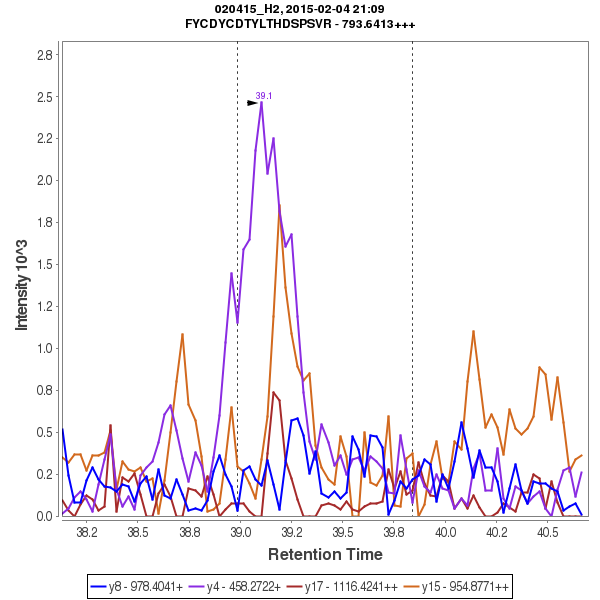 020415_H2, 2015-02-04 21:09
FYCDYCDTYLTHDSPSVR - 793.6413+++
39.1
2.8
2.5
2.2
2.0
1.8
1.5
1.2
1.0
0.8
0.5
0.2
0.0
Intensity 10^3
38.2 38.5 38.8 39.0 39.2 39.5 39.8 40.0 40.2 40.5
Retention Time
y8 - 978.4041+ y4 - 458.2722+ y17 - 1116.4241++ y15 - 954.8771++